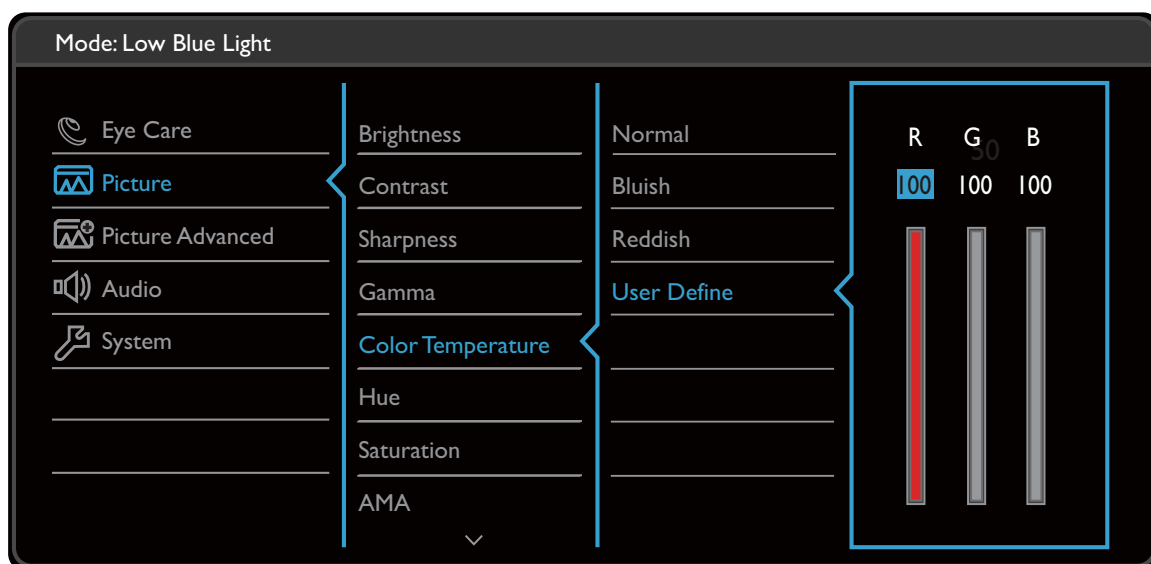 Mode: Low Blue Light
Eye Care
Picture
Picture Advanced
Audio
System
Brightness
Contrast
Sharpness
Gamma
Color Temperature
Hue
Saturation
AMA
Normal
Bluish
Reddish
User Define
R G B
50
100 100 100